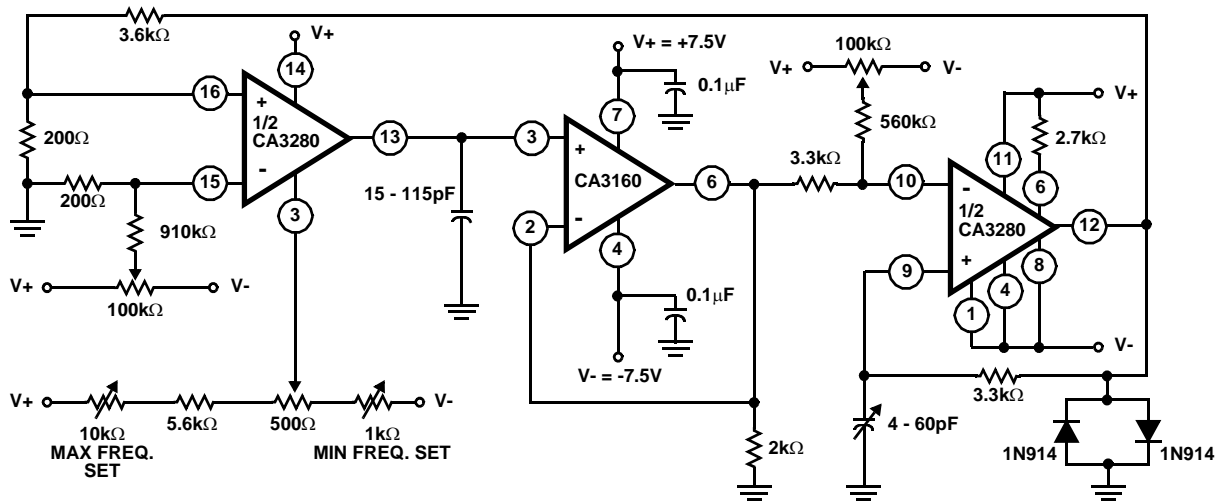 3.6kΩ
V+
V+ = +7.5V
100kΩ
V+
V-
0.1μF
14
16
+
1/2
CA3280
-
13
3
+
7
CA3160
560kΩ
11
2.7kΩ
V+
200Ω
15
200Ω
3
15 - 115pF
-
6
3.3kΩ
10
-
6
1/2
CA3280
12
910kΩ
2
4
9
+
8
V+
V-
100kΩ
0.1μF
1
4
V-
V- = -7.5V
3.3kΩ
V+
V-
10kΩ
5.6kΩ
500Ω
1kΩ
MAX FREQ.
SET
MIN FREQ. SET
2kΩ
4 - 60pF
1N914
1N914